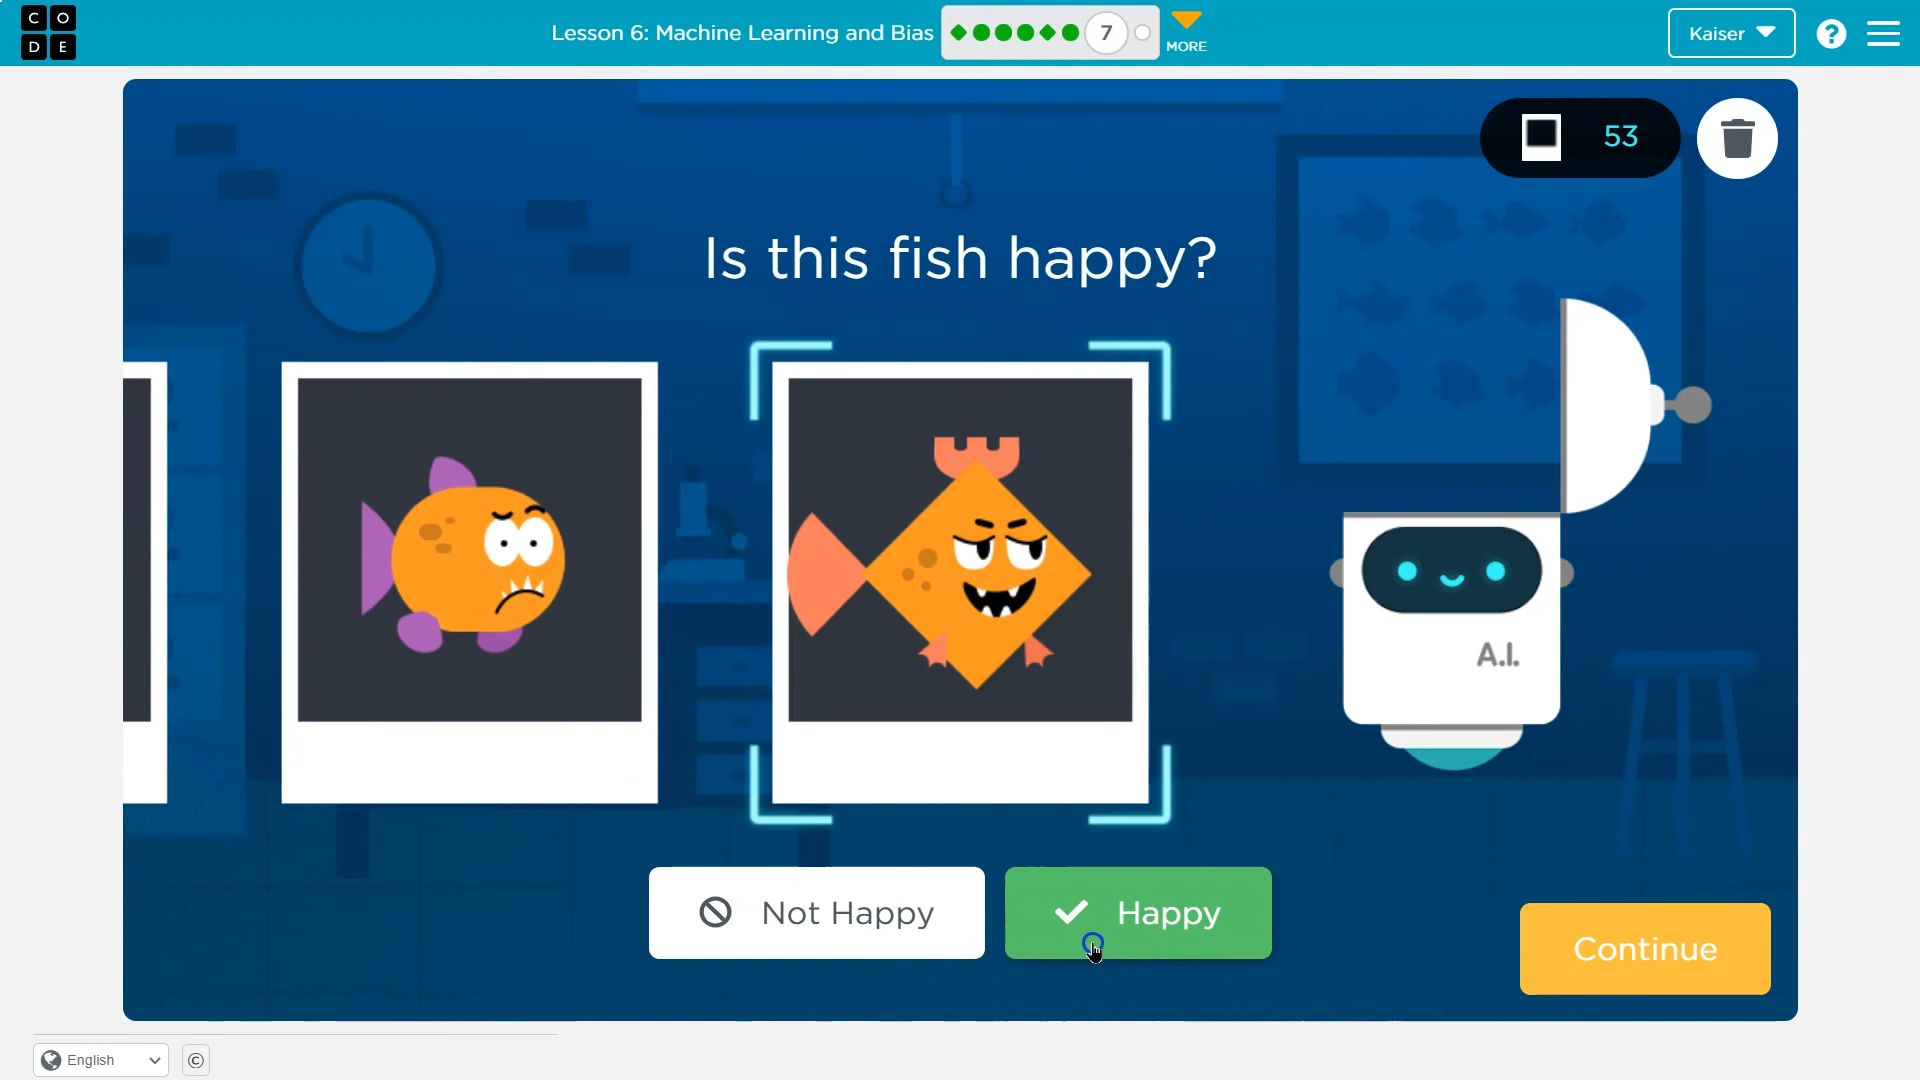 CODE
Lesson 6: Machine Learning and Bias
7
MORE
Kaiser
?
53
Is this fish happy?
A.I.
Not Happy
Happy
Continue
English
©